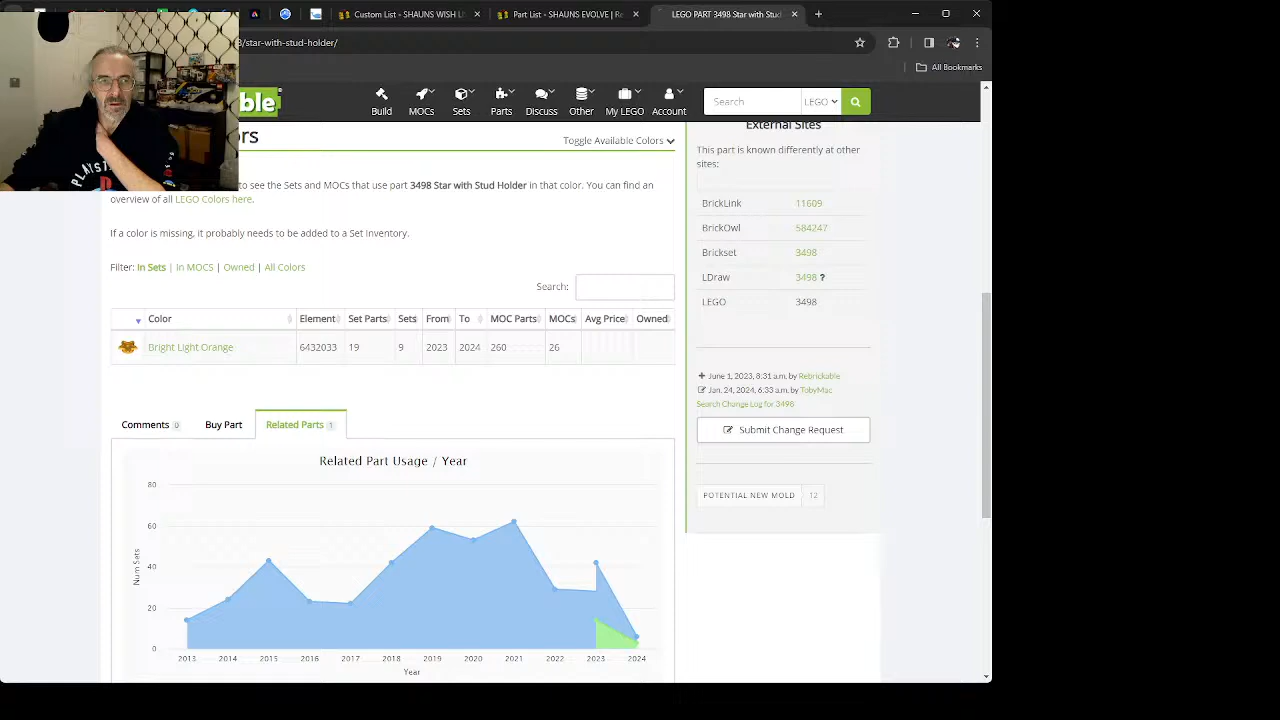 Custom List - SHAUNS WISH L
Part List - SHAUNS EVOLVE | Re
LEGO PART 3498 Star with Stud
3/star-with-stud-holder/
All Bookmarks
ble
Build
MOCs
Sets
Parts
Discuss
Other
My LEGO
Account
Search
LEGO
ors
Toggle Available Colors
to see the Sets and MOCs that use part 3498 Star with Stud Holder in that color. You can find an
overview of all LEGO Colors here.
If a color is missing, it probably needs to be added to a Set Inventory.
Filter: In Sets | In MOCS | Owned | All Colors
Search:
Color Element Set Parts Sets From To MOC Parts MOCs Avg Price Owned
Bright Light Orange 6432033 19 9 2023 2024 260 26
Comments 0
Buy Part
Related Parts 1
Related Part Usage / Year
80
60
40
20
0
Num Sets
2013 2014 2015 2016 2017 2018 2019 2020 2021 2022 2023 2024
Year
External Sites
This part is known differently at other
sites:
BrickLink 11609
BrickOwl 584247
Brickset 3498
LDraw 3498 ?
LEGO 3498
June 1, 2023, 8:31 a.m. by Rebrickable
Jan. 24, 2024, 6:33 a.m. by TobyMac
Search Change Log for 3498
Submit Change Request
POTENTIAL NEW MOLD 12
PLAYST